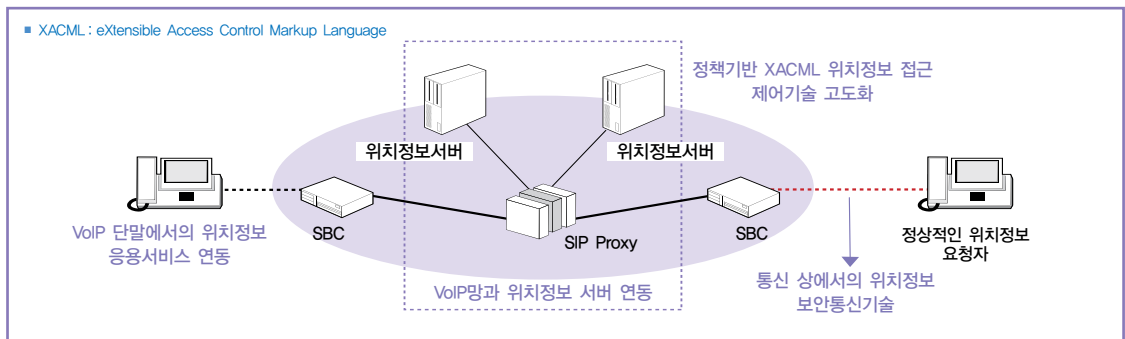 ■ XACML : eXtensible Access Control Markup Language
정책기반 XACML 위치정보 접근
제어기술 고도화
위치정보서버
위치정보서버
VoIP 단말에서의 위치정보
응용서비스 연동
SBC
SIP Proxy
SBC
정상적인 위치정보
요청자
VoIP망과 위치정보 서버 연동
통신 상에서의 위치정보
보안통신기술